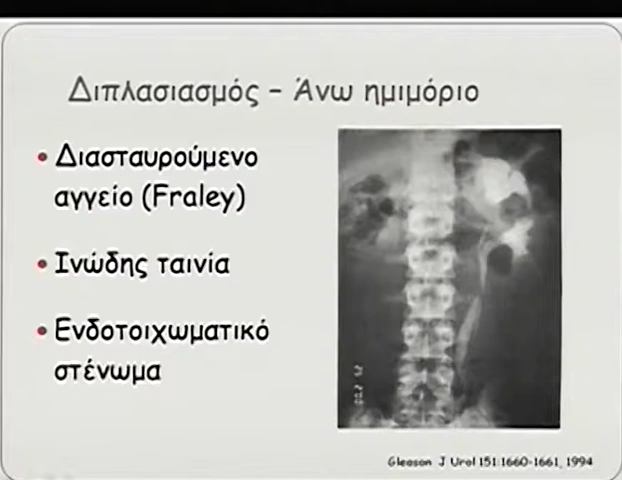 Διπλασιασμός – Άνω ημιμόριο
• Διασταυρούμενο
αγγείο (Fraley)
• Ινώδης ταινία
• Ενδοτοιχωματικό
στένωμα
Gleason J Urol 151:1660-1661, 1994